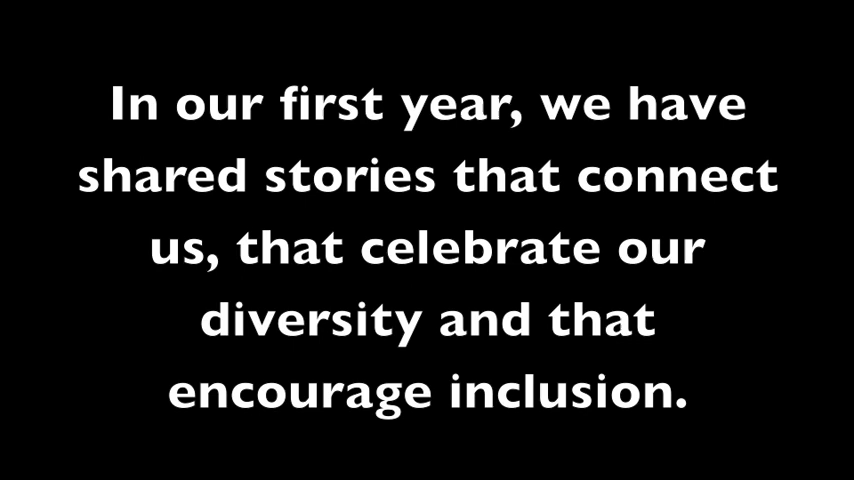 In our first year, we have
shared stories that connect
us, that celebrate our
diversity and that
encourage inclusion.